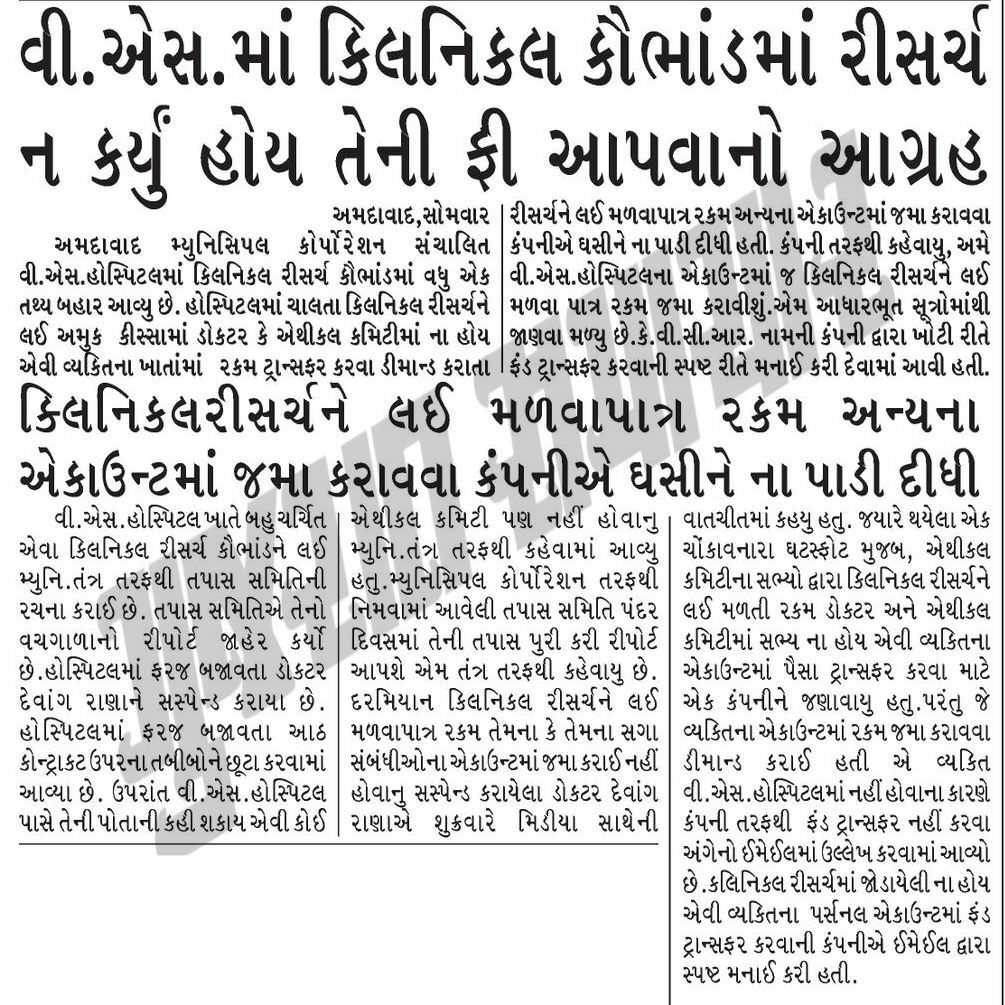 વી.એસ.માં ક્લિનિકલ કૌભાંડમાં રીસર્ચ
ન કર્યું હોય તેની ફી આપવાનો આગ્રહ
અમદાવાદ,સોમવાર
અમદાવાદ મ્યુનિસિપલ કોર્પોરેશન સંચાલિત
વી.એસ.હોસ્પિટલમાં ક્લિનિકલ રીસર્ચ કૌભાંડમાં વધુ એક
તથ્ય બહાર આવ્યુ છે. હોસ્પિટલમાં ચાલતા ક્લિનિકલ રીસર્ચને
લઈ અમુક કીસ્સામાં ડોકટર કે એથીકલ કમિટીમાં ના હોય
એવી વ્યકિતના ખાતાંમાં રકમ ટ્રાન્સફર કરવા ડીમાન્ડ કરાતા
રીસર્ચને લઈ મળવાપાત્ર રકમ અન્યના એકાઉન્ટમાં જમા કરાવવા
કંપનીએ ઘસીને ના પાડી દીધી હતી. કંપની તરફથી કહેવાયુ, અમે
વી.એસ.હોસ્પિટલના એકાઉન્ટમાં જ ક્લિનિકલ રીસર્ચને લઈ
મળવા પાત્ર રકમ જમા કરાવીશું.એમ આધારભૂત સૂત્રોમાંથી
જાણવા મળ્યુ છે.કે.વી.સી.આર. નામની કંપની દ્વારા ખોટી રીતે
ફંડ ટ્રાન્સફર કરવાની સ્પષ્ટ રીતે મનાઈ કરી દેવામાં આવી હતી.
ક્લિનિકલરીસર્ચને લઈ મળવાપાત્ર રકમ અન્યના
એકાઉન્ટમાં જમા કરાવવા કંપનીએ ઘસીને ના પાડી દીધી
વી.એસ.હોસ્પિટલ ખાતે બહુ ચર્ચિત
એવા ક્લિનિકલ રીસર્ચ કૌભાંડને લઈ
મ્યુનિ.તંત્ર તરફથી તપાસ સમિતિની
રચના કરાઈ છે. તપાસ સમિતિએ તેનો
વચગાળાનો રીપોર્ટ જાહેર કર્યો
છે.હોસ્પિટલમાં ફરજ બજાવતા ડોકટર
દેવાંગ રાણાને સસ્પેન્ડ કરાયા છે.
હોસ્પિટલમાં ફરજ બજાવતા આઠ
કોન્ટ્રાકટ ઉપરના તબીબોને છૂટા કરવામાં
આવ્યા છે. ઉપરાંત વી.એસ.હોસ્પિટલ
પાસે તેની પોતાની કહી શકાય એવી કોઈ
એથીકલ કમિટી પણ નહીં હોવાનુ
મ્યુનિ.તંત્ર તરફથી કહેવામાં આવ્યુ
હતુ.મ્યુનિસિપલ કોર્પોરેશન તરફથી
નિમવામાં આવેલી તપાસ સમિતિ પંદર
દિવસમાં તેની તપાસ પુરી કરી રીપોર્ટ
આપશે એમ તંત્ર તરફથી કહેવાયુ છે.
દરમિયાન ક્લિનિકલ રીસર્ચને લઈ
મળવાપાત્ર રકમ તેમના કે તેમના સગા
સંબંધીઓના એકાઉન્ટમાં જમા કરાઈ નહીં
હોવાનુ સસ્પેન્ડ કરાયેલા ડોકટર દેવાંગ
રાણાએ શુક્રવારે મિડીયા સાથેની
વાતચીતમાં કહયુ હતુ. જયારે થયેલા એક
ચોંકાવનારા ઘટસ્ફોટ મુજબ, એથીકલ
કમિટીના સભ્યો દ્વારા ક્લિનિકલ રીસર્ચને
લઈ મળતી રકમ ડોકટર અને એથીકલ
કમિટીમાં સભ્ય ના હોય એવી વ્યકિતના
એકાઉન્ટમાં પૈસા ટ્રાન્સફર કરવા માટે
એક કંપનીને જણાવાયુ હતુ.પરંતુ જે
વ્યકિતના એકાઉન્ટમાં રકમ જમા કરાવવા
ડીમાન્ડ કરાઈ હતી એ વ્યકિત
વી.એસ.હોસ્પિટલમાં નહીં હોવાના કારણે
કંપની તરફથી ફંડ ટ્રાન્સફર નહીં કરવા
અંગેનો ઈમેઈલમાં ઉલ્લેખ કરવામાં આવ્યો
છે.કલિનિકલ રીસર્ચમાં જોડાયેલી ના હોય
એવી વ્યકિતના પર્સનલ એકાઉન્ટમાં ફંડ
ટ્રાન્સફર કરવાની કંપનીએ ઈમેઈલ દ્વારા
સ્પષ્ટ મનાઈ કરી હતી.
ગુજરાત સમાચાર